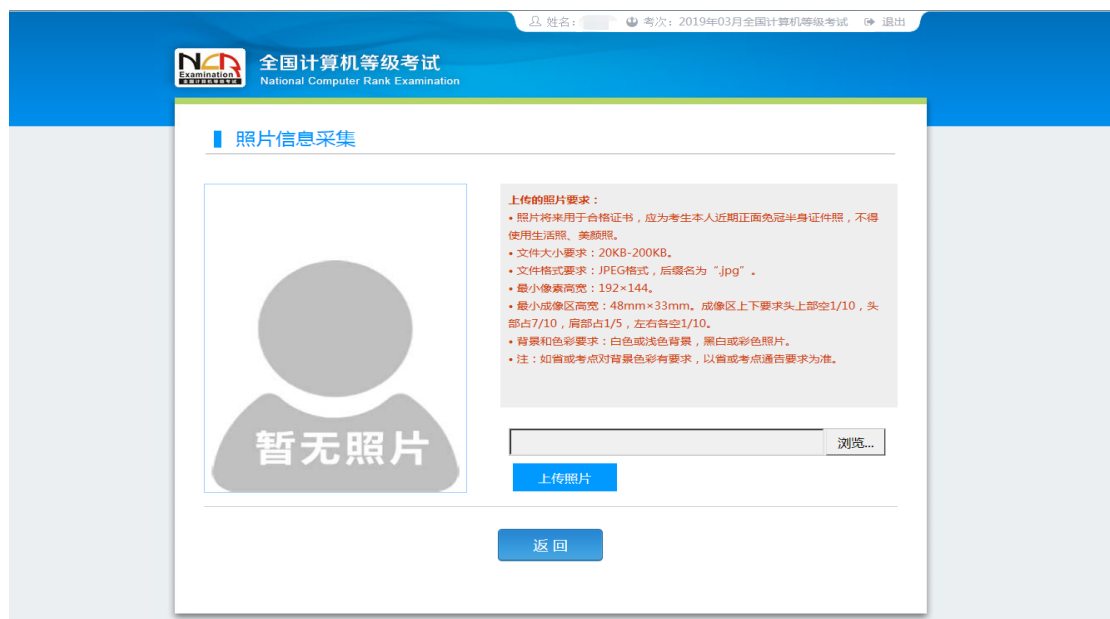 姓名： 考次：2019年03月全国计算机等级考试 退出
NCR
Examination
全国计算机等级考试
全国计算机等级考试
National Computer Rank Examination
照片信息采集
上传的照片要求：
• 照片将来用于合格证书，应为考生本人近期正面免冠半身证件照，不得
使用生活照、美颜照。
• 文件大小要求：20KB-200KB。
• 文件格式要求：JPEG格式，后缀名为“.jpg”。
• 最小像素高宽：192×144。
• 最小成像区高宽：48mm×33mm。成像区上下要求头上部空1/10，头
部占7/10，肩部占1/5，左右各空1/10。
• 背景和色彩要求：白色或浅色背景，黑白或彩色照片。
• 注：如省或考点对背景色彩有要求，以省或考点通告要求为准。
暂无照片
浏览...
上传照片
返回